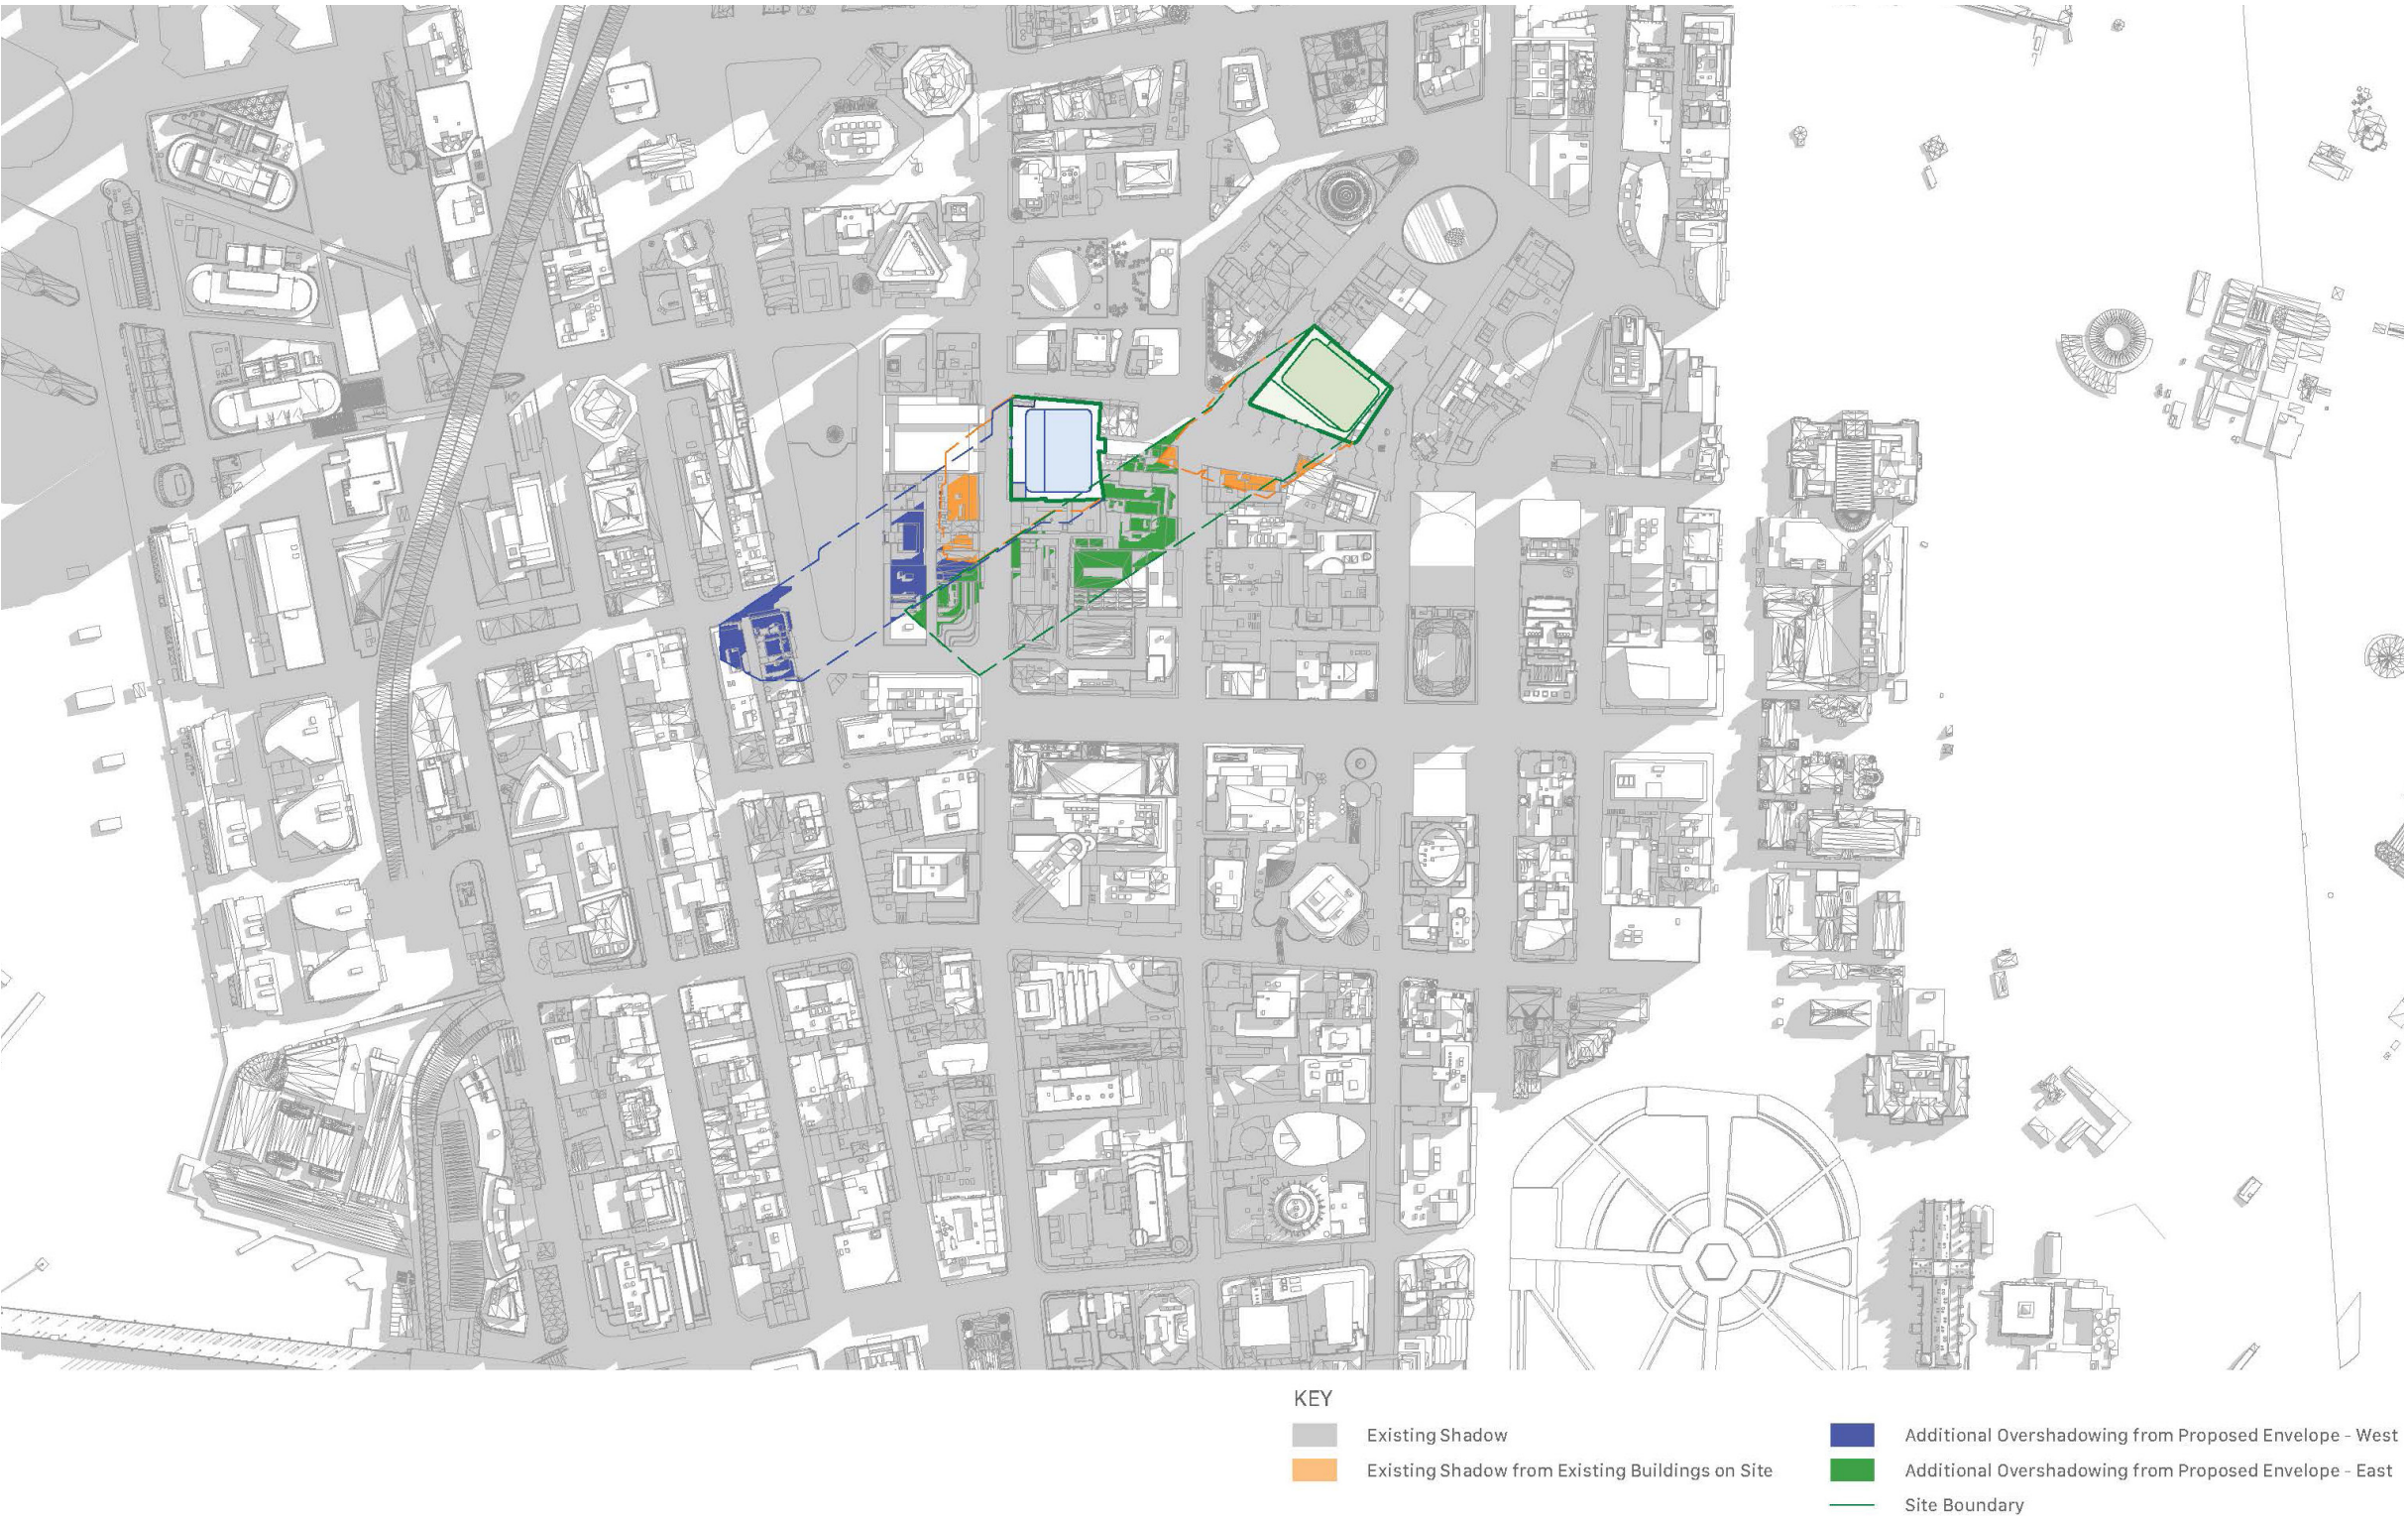 KEY
Existing Shadow
Existing Shadow from Existing Buildings on Site
Additional Overshadowing from Proposed Envelope - West
Additional Overshadowing from Proposed Envelope - East
Site Boundary